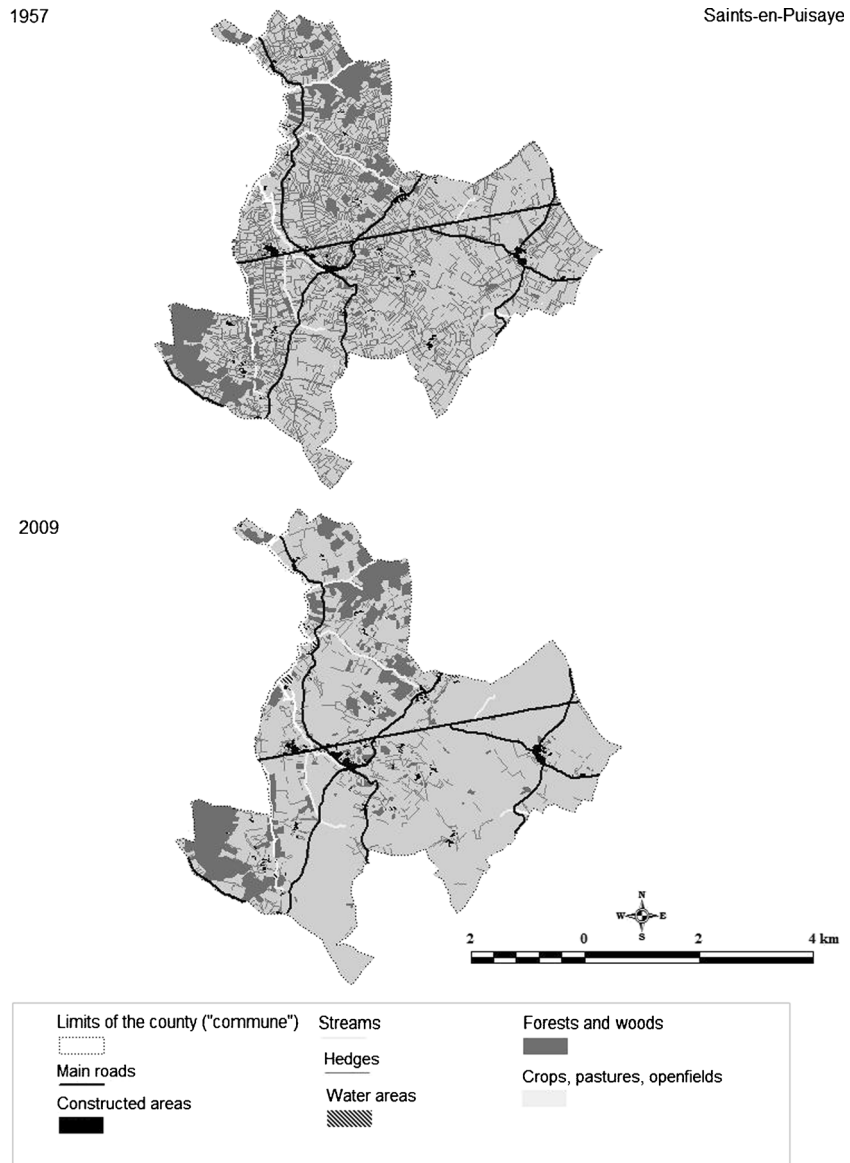 1957
Saints-en-Puisaye
2009
N
W E
S
2 0 2 4 km
Limits of the county ("commune")
Main roads
Constructed areas
Streams
Hedges
Water areas
Forests and woods
Crops, pastures, openfields